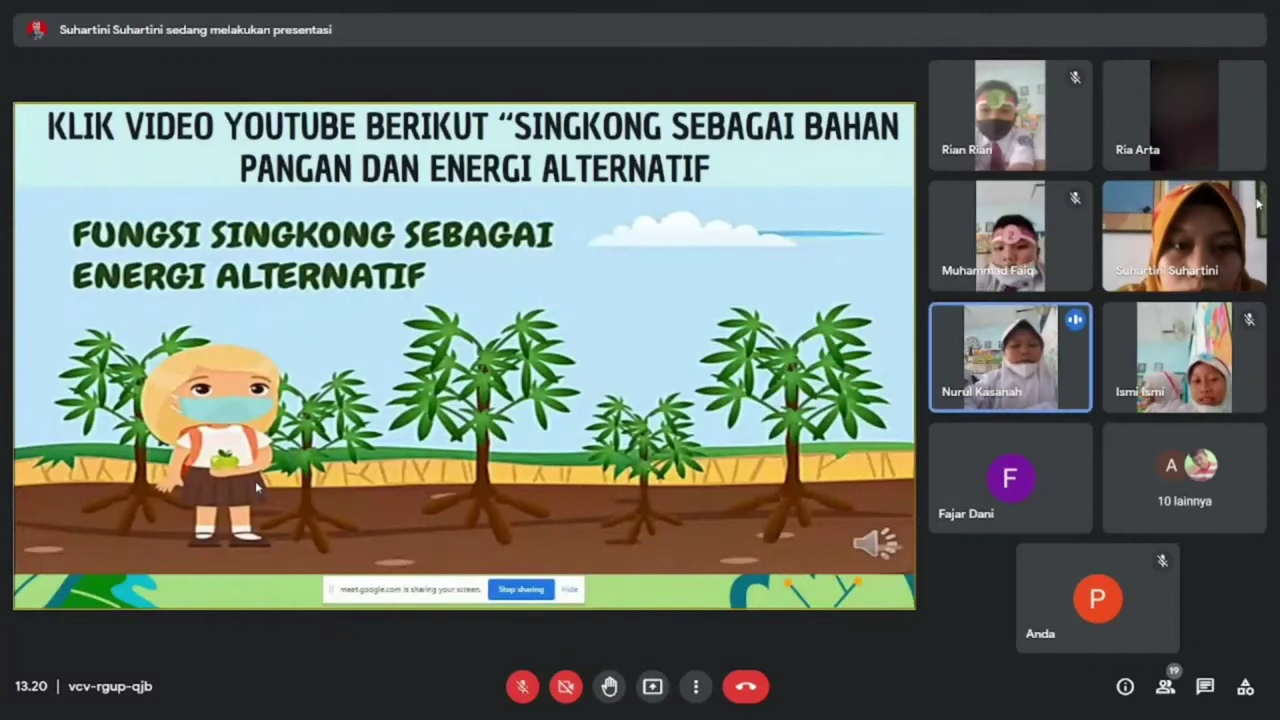 Suhartini Suhartini sedang melakukan presentasi
KLIK VIDEO YOUTUBE BERIKUT “SINGKONG SEBAGAI BAHAN
PANGAN DAN ENERGI ALTERNATIF
FUNGSI SINGKONG SEBAGAI
ENERGI ALTERNATIF
meet.google.com is sharing your screen.
Stop sharing
Hide
Rian Rian
Ria Arta
Muhammad Faiq
Suhartini Suhartini
Nurul Kasanah
Ismi Ismi
F
Fajar Dani
A
10 lainnya
P
Anda
13.20 | vcv-rgup-qjb
19